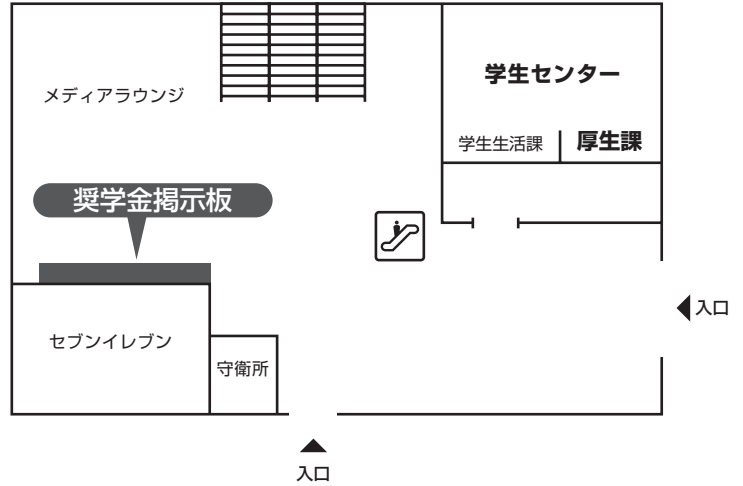 学生センター
メディアラウンジ
学生生活課
厚生課
奨学金掲示板
入口
セブンイレブン
守衛所
入口